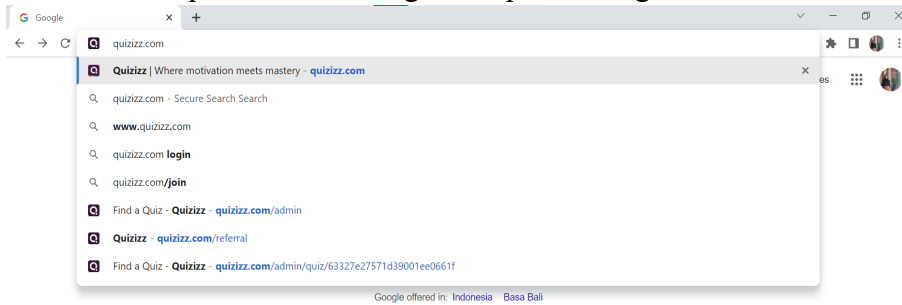 Google
quizizz.com
Quizizz | Where motivation meets mastery - quizizz.com
es
quizizz.com - Secure Search Search
www.quizizz.com
quizizz.com login
quizizz.com/join
Find a Quiz - Quizizz - quizizz.com/admin
Quizizz - quizizz.com/referral
Find a Quiz - Quizizz - quizizz.com/admin/quiz/63327e27571d39001ee0661f
Google offered in: Indonesia Basa Bali